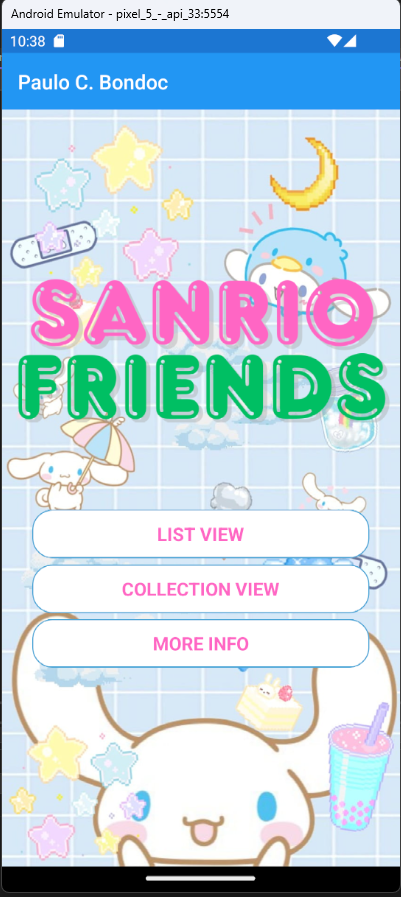 Android Emulator - pixel_5_-_api_33:5554
10:38
Paulo C. Bondoc
SANRIO
FRIENDS
LIST VIEW
COLLECTION VIEW
MORE INFO